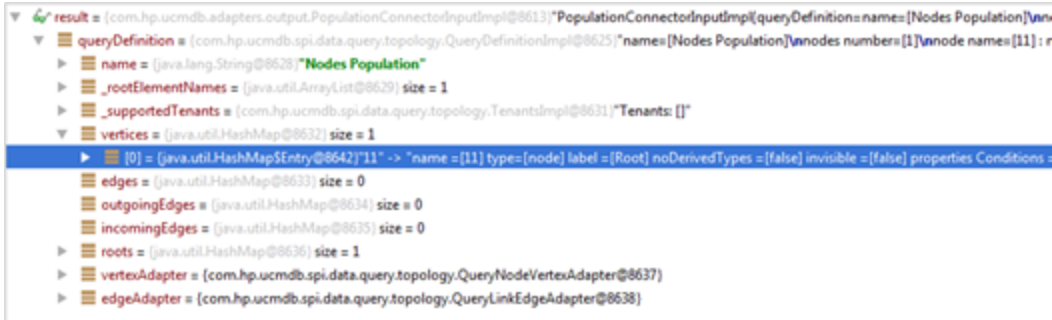 result = {com.hp.ucmdb.adapters.output.PopulationConnectorInputImpl@8613}"PopulationConnectorInputImpl{queryDefinition=name=[Nodes Population]\nn
queryDefinition = {com.hp.ucmdb.spi.data.query.topology.QueryDefinitionImpl@8625}"name=[Nodes Population]\nnodes number=[1]\nnode name=[11] : n
name = {java.lang.String@8628}"Nodes Population"
_rootElementNames = {java.util.ArrayList@8629} size = 1
_supportedTenants = {com.hp.ucmdb.spi.data.query.topology.TenantsImpl@8631}"Tenants: []"
vertices = {java.util.HashMap@8632} size = 1
[0] = {java.util.HashMap$Entry@8642}"11" -> "name =[11] type=[node] label =[Root] noDerivedTypes =[false] invisible =[false] properties Conditions =
edges = {java.util.HashMap@8633} size = 0
outgoingEdges = {java.util.HashMap@8634} size = 0
incomingEdges = {java.util.HashMap@8635} size = 0
roots = {java.util.HashMap@8636} size = 1
vertexAdapter = {com.hp.ucmdb.spi.data.query.topology.QueryNodeVertexAdapter@8637}
edgeAdapter = {com.hp.ucmdb.spi.data.query.topology.QueryLinkEdgeAdapter@8638}